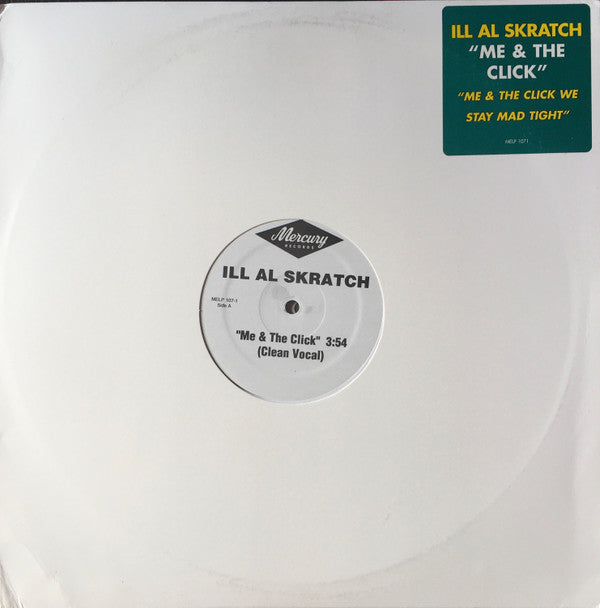 ILL AL SKRATCH
"ME & THE
CLICK"
"ME & THE CLICK WE
STAY MAD TIGHT"
MELP 1071
Mercury
RECORDS
ILL AL SKRATCH
MELP 107-1
Side A
"Me & The Click" 3:54
(Clean Vocal)